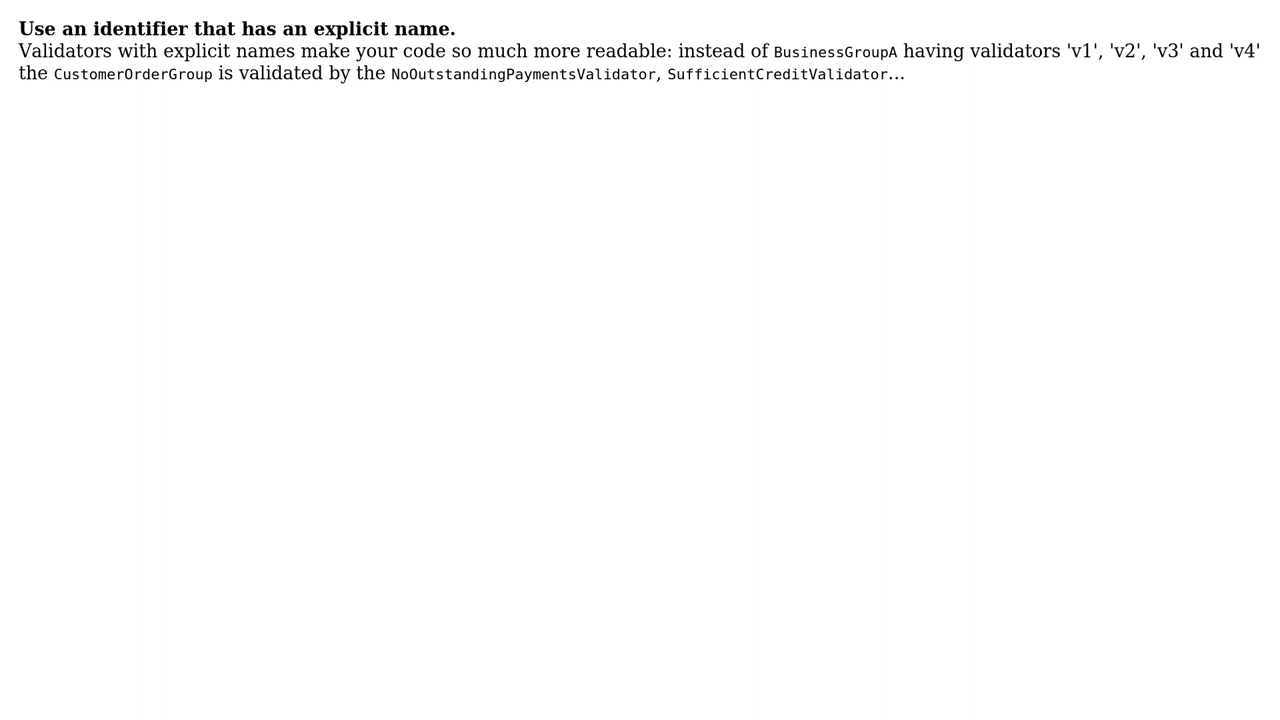 Use an identifier that has an explicit name.
Validators with explicit names make your code so much more readable: instead of BusinessGroupA having validators 'v1', 'v2', 'v3' and 'v4'
the CustomerOrderGroup is validated by the NoOutstandingPaymentsValidator, SufficientCreditValidator...